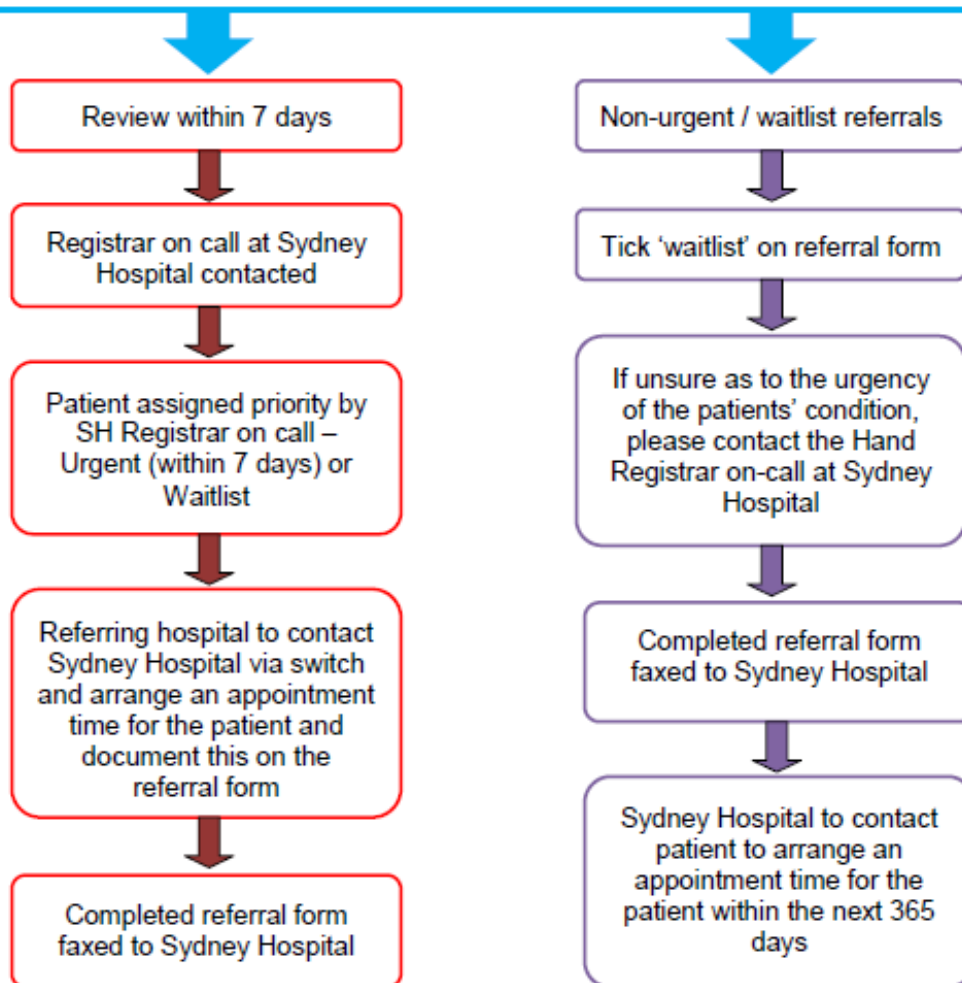 Review within 7 days
Registrar on call at Sydney
Hospital contacted
Patient assigned priority by
SH Registrar on call –
Urgent (within 7 days) or
Waitlist
Referring hospital to contact
Sydney Hospital via switch
and arrange an appointment
time for the patient and
document this on the
referral form
Completed referral form
faxed to Sydney Hospital
Non-urgent / waitlist referrals
Tick ‘waitlist’ on referral form
If unsure as to the urgency
of the patients’ condition,
please contact the Hand
Registrar on-call at Sydney
Hospital
Completed referral form
faxed to Sydney Hospital
Sydney Hospital to contact
patient to arrange an
appointment time for the
patient within the next 365
days